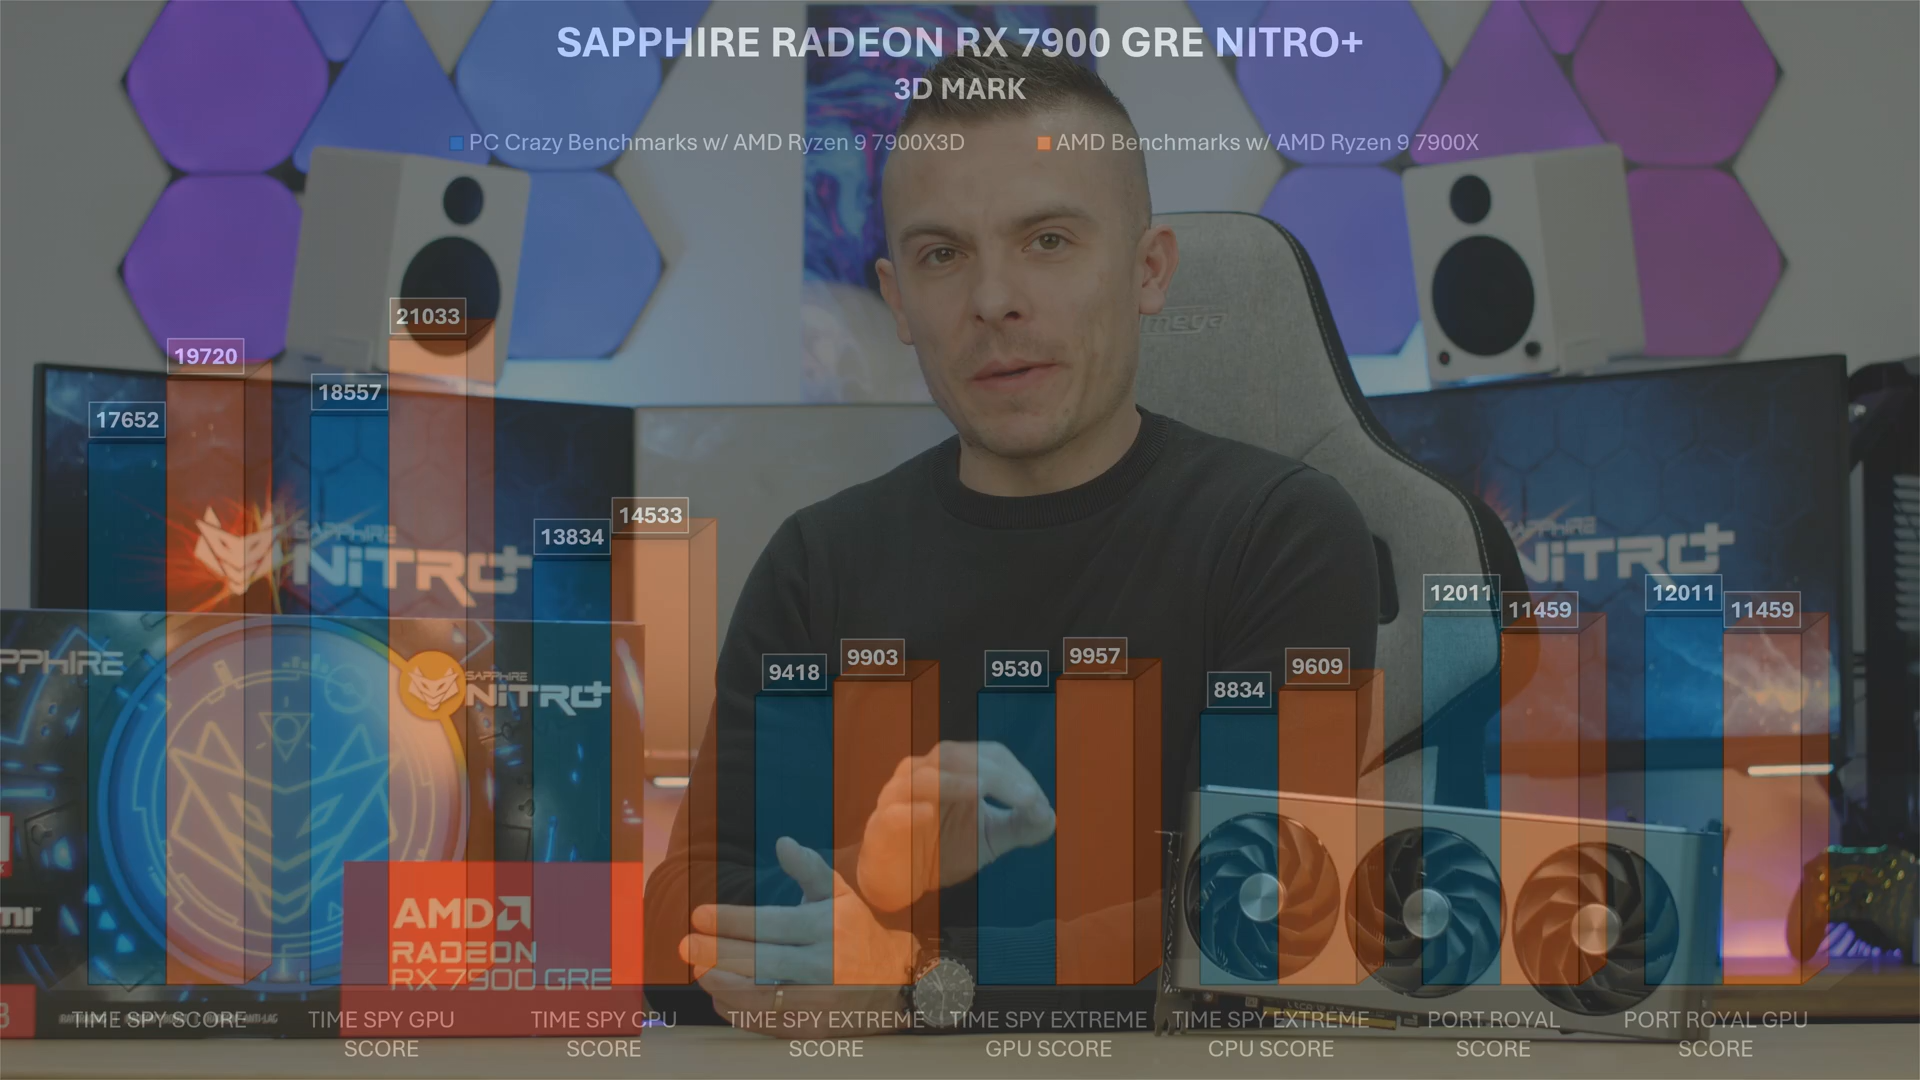 SAPPHIRE RADEON RX 7900 GRE NITRO+
3D MARK
PC Crazy Benchmarks w/ AMD Ryzen 9 7900X3D
AMD Benchmarks w/ AMD Ryzen 9 7900X
17652
19720
18557
21033
13834
14533
9418
9903
9530
9957
8834
9609
12011
11459
12011
11459
SAPPHIRE
NITRO+
SAPPHIRE
NITRO+
PPHIRE
SAPPHIRE
NITRO+
AMD
RADEON
RX 7900 GRE
TIME SPY SCORE
TIME SPY GPU
SCORE
TIME SPY CPU
SCORE
TIME SPY EXTREME
SCORE
TIME SPY EXTREME
GPU SCORE
TIME SPY EXTREME
CPU SCORE
PORT ROYAL
SCORE
PORT ROYAL GPU
SCORE